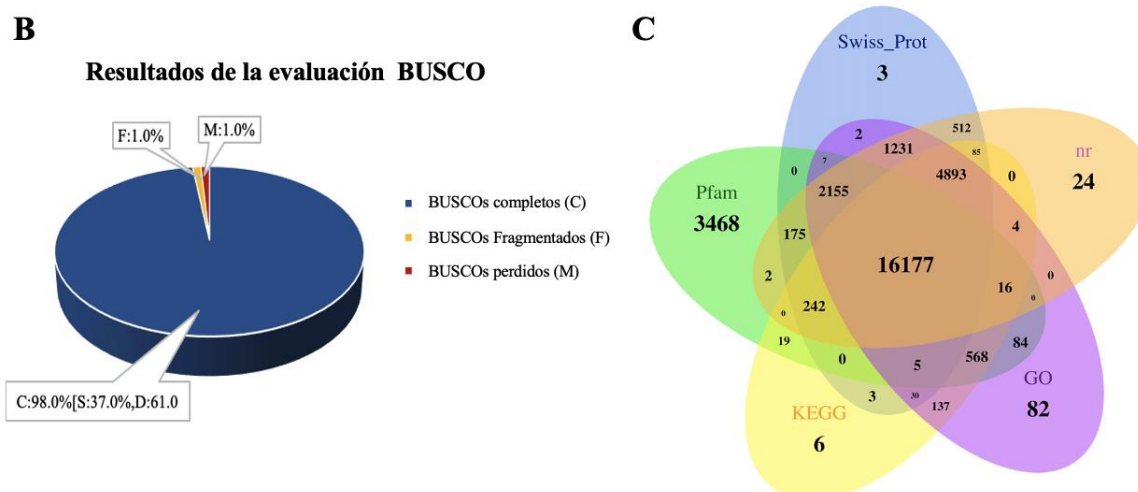 B
Resultados de la evaluación BUSCO
F:1.0%
M:1.0%
BUSCOs completos (C)
BUSCOs Fragmentados (F)
BUSCOs perdidos (M)
C:98.0%[S:37.0%,D:61.0
C
Swiss_Prot
3
2
512
nr
24
1231
85
0
7
4893
0
Pfam
3468
2155
4
175
16177
0
2
16
0
242
0
19
84
0
5
568
GO
82
3
30
137
KEGG
6